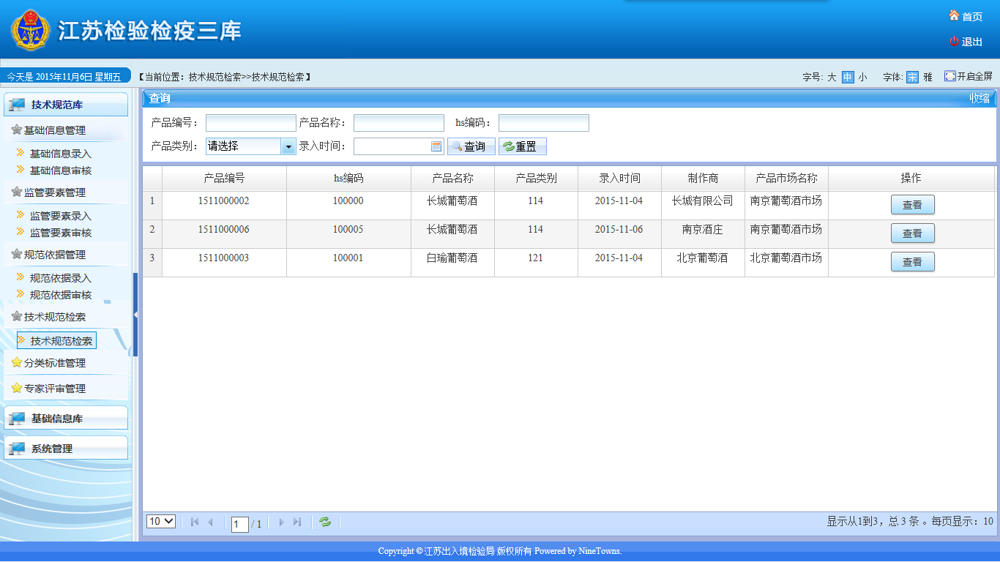 江苏检验检疫三库
首页
退出
今天是 2015年11月6日 星期五
【当前位置：技术规范检索>>技术规范检索】
字号: 大 中 小 字体: 宋 雅 开启全屏
技术规范库
基础信息管理
基础信息录入
基础信息审核
监管要素管理
监管要素录入
监管要素审核
规范依据管理
规范依据录入
规范依据审核
技术规范检索
技术规范检索
分类标准管理
专家评审管理
基础信息库
系统管理
查询 收缩
产品编号： 产品名称： hs编码：
产品类别： 请选择 录入时间： 查询 重置
产品编号 hs编码 产品名称 产品类别 录入时间 制作商 产品市场名称 操作
1 1511000002 100000 长城葡萄酒 114 2015-11-04 长城有限公司 南京葡萄酒市场 查看
2 1511000006 100005 长城葡萄酒 114 2015-11-06 南京酒庄 南京葡萄酒市场 查看
3 1511000003 100001 白瑜葡萄酒 121 2015-11-04 北京葡萄酒 北京葡萄酒市场 查看
10 1 / 1 显示从1到3，总 3 条 。每页显示：10
Copyright © 江苏出入境检验局 版权所有 Powered by NineTowns.